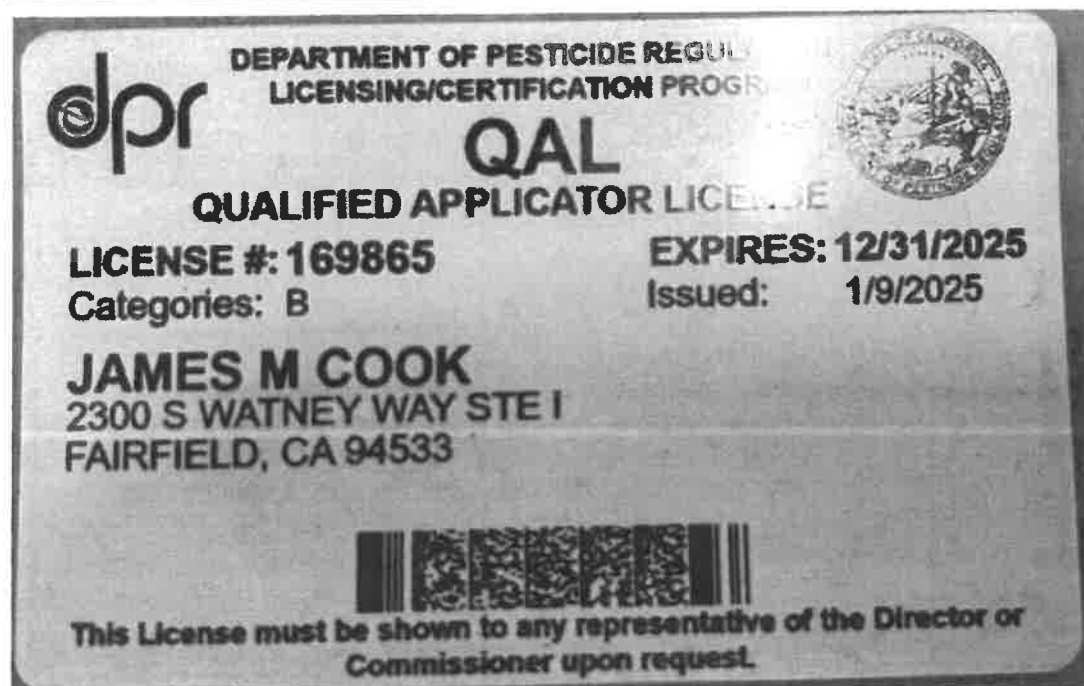 dpr
DEPARTMENT OF PESTICIDE
LICENSING/CERTIFICATION
QAL
QUALIFIED APPLICATOR
LICENSE #: 169865
EXPIRES: 12/31/2025
Categories: B
Issued: 1/9/2025
JAMES M COOK
2300 S WATNEY WAY STE I
FAIRFIELD, CA 94533
This License must be shown to any representative of the Director or
Commissioner upon request.